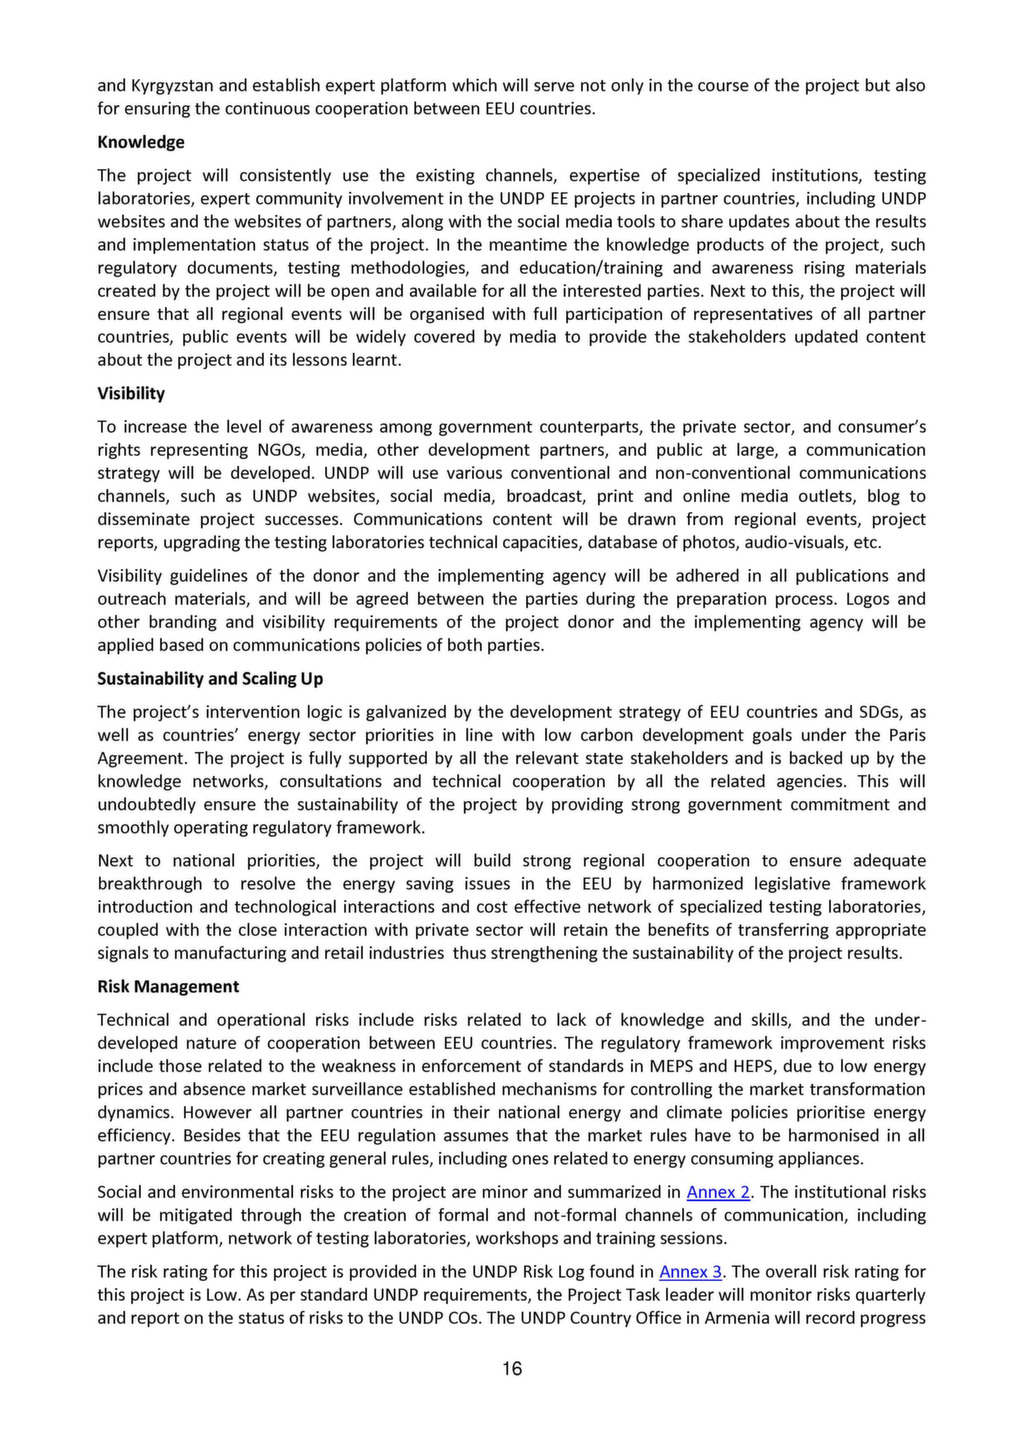 and Kyrgyzstan and establish expert platform which will serve not only in the course of the project but also
for ensuring the continuous cooperation between EEU countries.
Knowledge
The project will consistently use the existing channels, expertise of specialized institutions, testing
laboratories, expert community involvement in the UNDP EE projects in partner countries, including UNDP
websites and the websites of partners, along with the social media tools to share updates about the results
and implementation status of the project. In the meantime the knowledge products of the project, such
regulatory documents, testing methodologies, and education/training and awareness rising materials
created by the project will be open and available for all the interested parties. Next to this, the project will
ensure that all regional events will be organised with full participation of representatives of all partner
countries, public events will be widely covered by media to provide the stakeholders updated content
about the project and its lessons learnt.
Visibility
To increase the level of awareness among government counterparts, the private sector, and consumer’s
rights representing NGOs, media, other development partners, and public at large, a communication
strategy will be developed. UNDP will use various conventional and non-conventional communications
channels, such as UNDP websites, social media, broadcast, print and online media outlets, blog to
disseminate project successes. Communications content will be drawn from regional events, project
reports, upgrading the testing laboratories technical capacities, database of photos, audio-visuals, etc.
Visibility guidelines of the donor and the implementing agency will be adhered in all publications and
outreach materials, and will be agreed between the parties during the preparation process. Logos and
other branding and visibility requirements of the project donor and the implementing agency will be
applied based on communications policies of both parties.
Sustainability and Scaling Up
The project’s intervention logic is galvanized by the development strategy of EEU countries and SDGs, as
well as countries’ energy sector priorities in line with low carbon development goals under the Paris
Agreement. The project is fully supported by all the relevant state stakeholders and is backed up by the
knowledge networks, consultations and technical cooperation by all the related agencies. This will
undoubtedly ensure the sustainability of the project by providing strong government commitment and
smoothly operating regulatory framework.
Next to national priorities, the project will build strong regional cooperation to ensure adequate
breakthrough to resolve the energy saving issues in the EEU by harmonized legislative framework
introduction and technological interactions and cost effective network of specialized testing laboratories,
coupled with the close interaction with private sector will retain the benefits of transferring appropriate
signals to manufacturing and retail industries thus strengthening the sustainability of the project results.
Risk Management
Technical and operational risks include risks related to lack of knowledge and skills, and the under-
developed nature of cooperation between EEU countries. The regulatory framework improvement risks
include those related to the weakness in enforcement of standards in MEPS and HEPS, due to low energy
prices and absence market surveillance established mechanisms for controlling the market transformation
dynamics. However all partner countries in their national energy and climate policies prioritise energy
efficiency. Besides that the EEU regulation assumes that the market rules have to be harmonised in all
partner countries for creating general rules, including ones related to energy consuming appliances.
Social and environmental risks to the project are minor and summarized in Annex 2. The institutional risks
will be mitigated through the creation of formal and not-formal channels of communication, including
expert platform, network of testing laboratories, workshops and training sessions.
The risk rating for this project is provided in the UNDP Risk Log found in Annex 3. The overall risk rating for
this project is Low. As per standard UNDP requirements, the Project Task leader will monitor risks quarterly
and report on the status of risks to the UNDP COs. The UNDP Country Office in Armenia will record progress
16